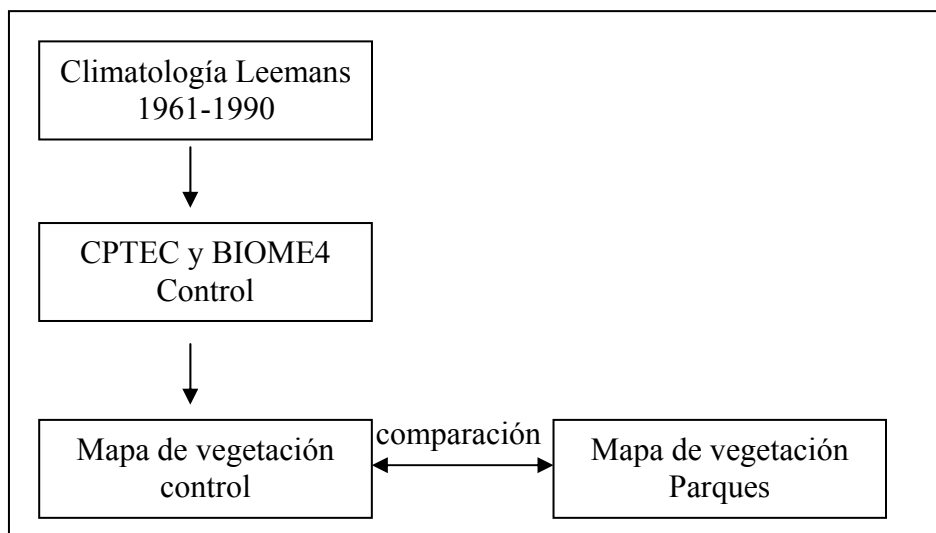 Climatología Leemans
1961-1990
CPTEC y BIOME4
Control
Mapa de vegetación
control
comparación
Mapa de vegetación
Parques